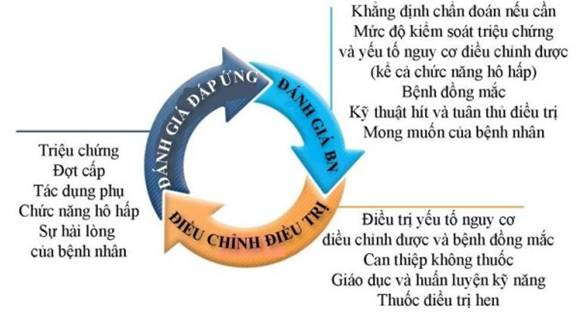 Khẳng định chẩn đoán nếu cần
Mức độ kiểm soát triệu chứng
và yếu tố nguy cơ điều chỉnh được
(kể cả chức năng hô hấp)
Bệnh đồng mắc
Kỹ thuật hít và tuân thủ điều trị
Mong muốn của bệnh nhân
ĐÁNH GIÁ ĐÁP ỨNG
ĐÁNH GIÁ BN
ĐIỀU CHỈNH ĐIỀU TRỊ
Triệu chứng
Đợt cấp
Tác dụng phụ
Chức năng hô hấp
Sự hài lòng
của bệnh nhân
Điều trị yếu tố nguy cơ
điều chỉnh được và bệnh đồng mắc
Can thiệp không thuốc
Giáo dục và huấn luyện kỹ năng
Thuốc điều trị hen